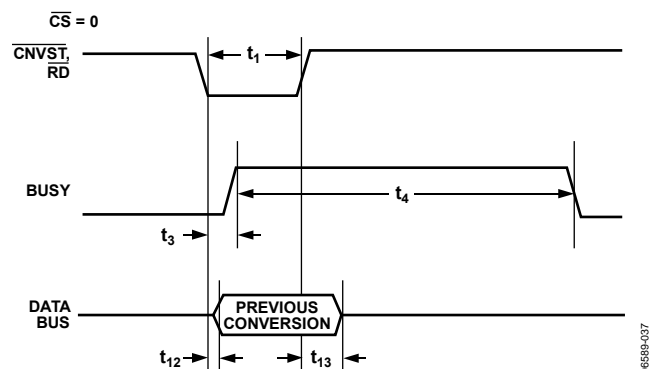 CS = 0
CNVST,
RD
t1
BUSY
t4
t3
DATA
BUS
PREVIOUS
CONVERSION
t12
t13
6589-037